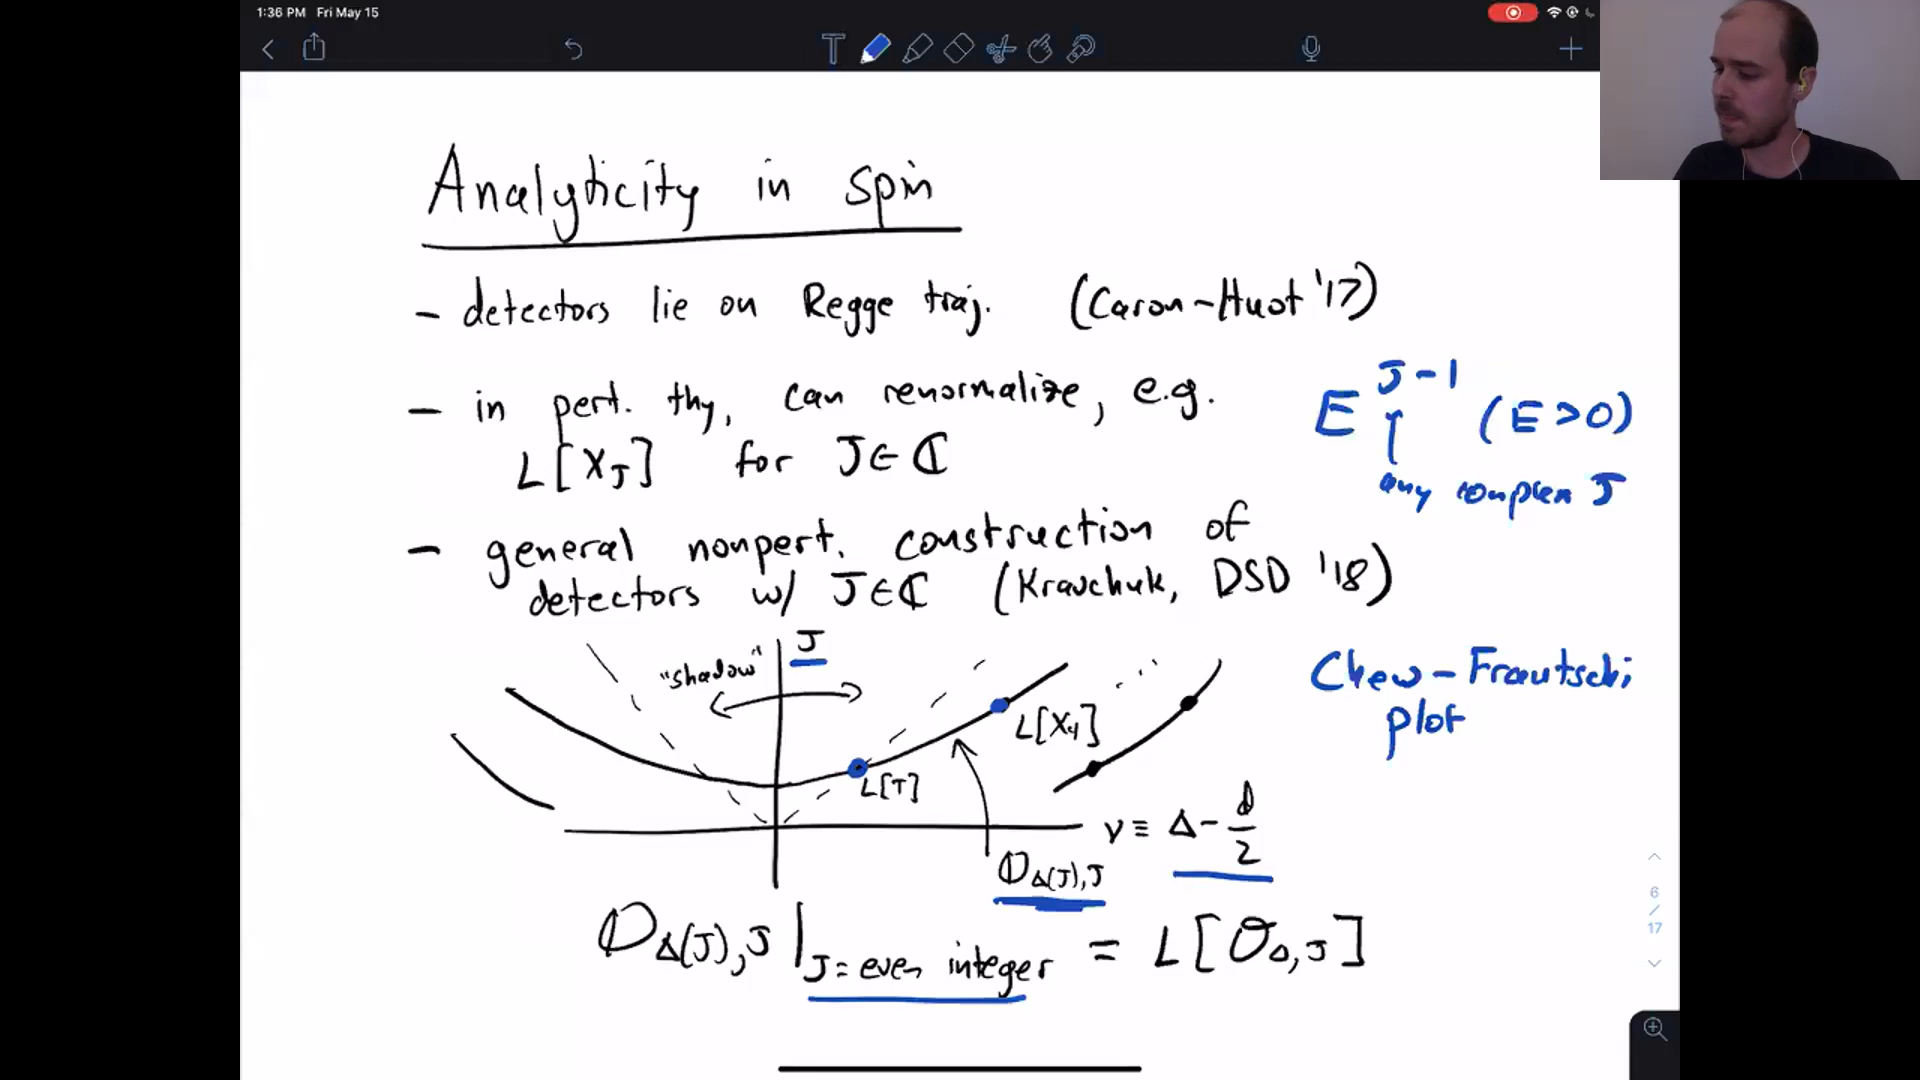 1:36 PM Fri May 15
Analyticity in spin
- detectors lie on Regge traj. (Caron-Huot '17)
- in pert. thy, can renormalize, e.g.
L[X_J] for J∈ℂ
E^{J-1} (E>0)
any complex J
- general nonpert. construction of
detectors w/ J∈ℂ (Kravchuk, DSD '18)
"shadow"
J
L[X_4]
L[T]
Chew-Frautschi
plot
ν ≡ Δ - d/2
𝕆_{Δ(J),J}
𝕆_{Δ(J),J}|_{J=even integer} = L[O_{Δ,J}]
6
/
17